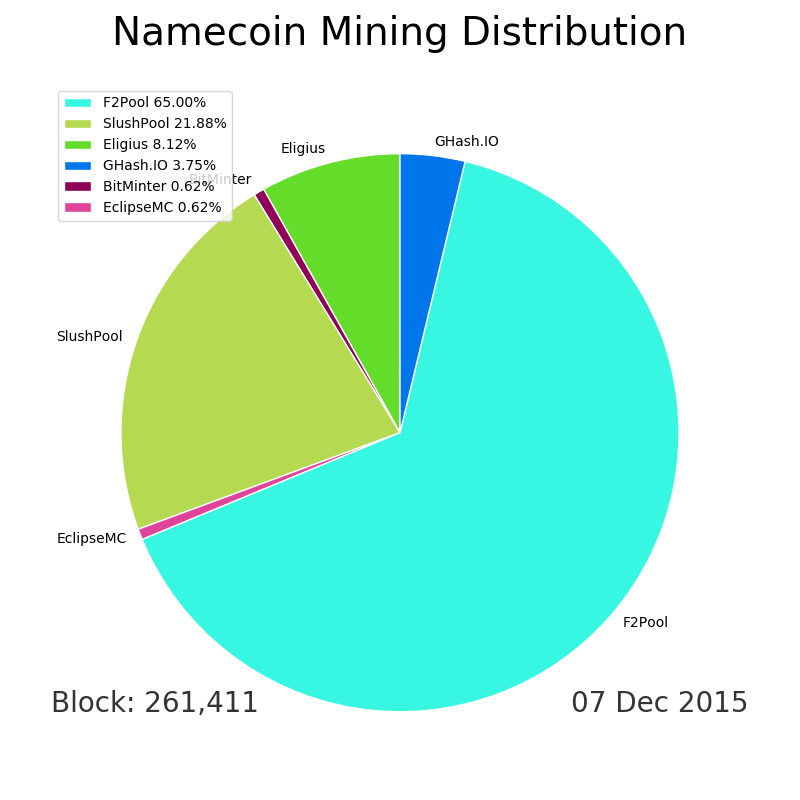 Namecoin Mining Distribution
F2Pool 65.00%
SlushPool 21.88%
Eligius 8.12%
GHash.IO 3.75%
BitMinter 0.62%
EclipseMC 0.62%
GHash.IO
Eligius
BitMinter
SlushPool
EclipseMC
F2Pool
Block: 261,411
07 Dec 2015